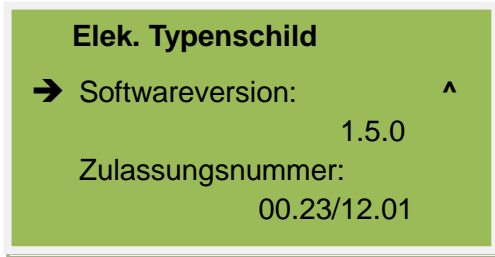 Elek. Typenschild
➔ Softwareversion: ^
1.5.0
Zulassungsnummer:
00.23/12.01